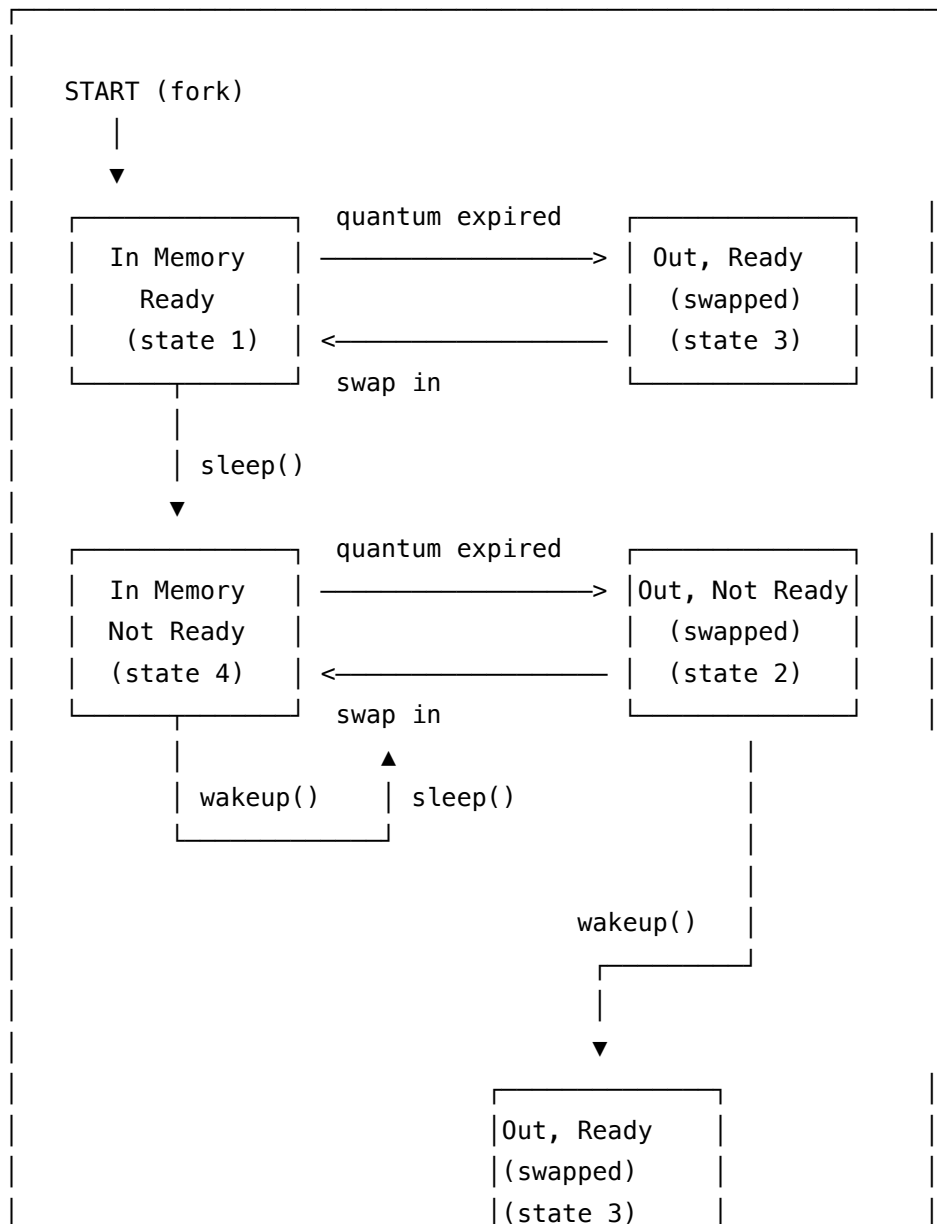 START (fork)
quantum expired
In Memory ───> Out, Ready
Ready (swapped)
(state 1) <─── (state 3)
swap in
sleep()
quantum expired
In Memory ───> Out, Not Ready
Not Ready (swapped)
(state 4) <─── (state 2)
swap in
wakeup() sleep()
wakeup()
Out, Ready
(swapped)
(state 3)